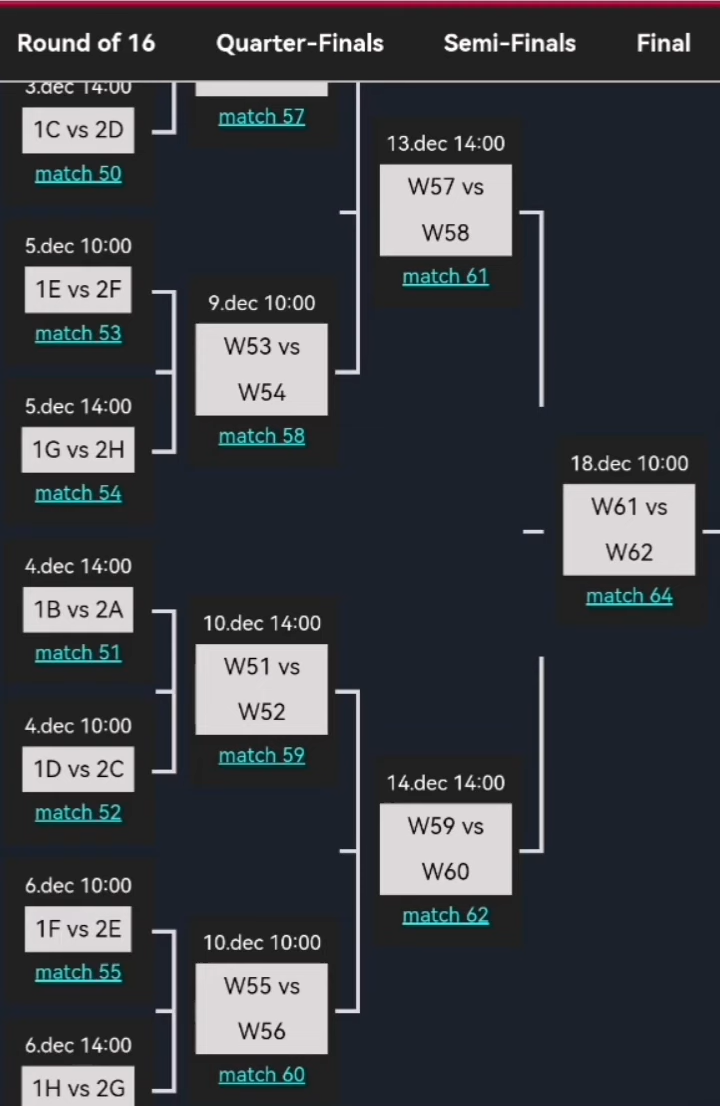 Round of 16
Quarter-Finals
Semi-Finals
Final
3.dec 14:00
1C vs 2D
match 50
5.dec 10:00
1E vs 2F
match 53
5.dec 14:00
1G vs 2H
match 54
4.dec 14:00
1B vs 2A
match 51
4.dec 10:00
1D vs 2C
match 52
6.dec 10:00
1F vs 2E
match 55
6.dec 14:00
1H vs 2G
match 57
9.dec 10:00
W53 vs
W54
match 58
10.dec 14:00
W51 vs
W52
match 59
10.dec 10:00
W55 vs
W56
match 60
13.dec 14:00
W57 vs
W58
match 61
14.dec 14:00
W59 vs
W60
match 62
18.dec 10:00
W61 vs
W62
match 64